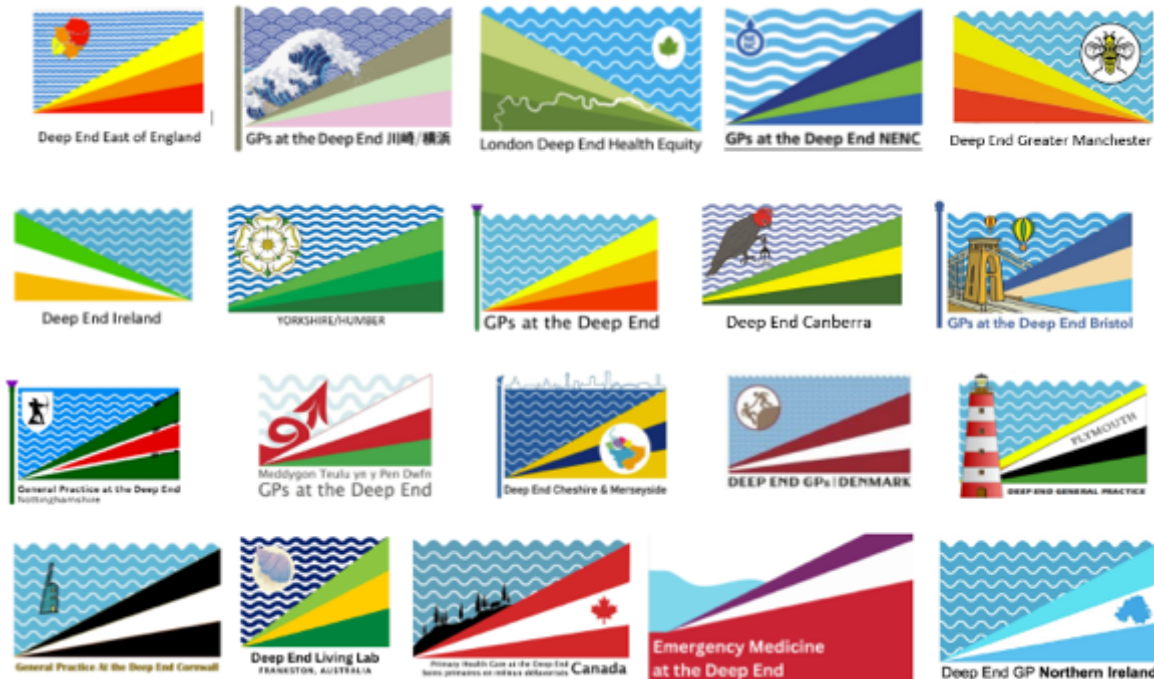 Deep End East of England
GPs at the Deep End 川崎/横浜
London Deep End Health Equity
GPs at the Deep End NENC
Deep End Greater Manchester
Deep End Ireland
YORKSHIRE/HUMBER
GPs at the Deep End
Deep End Canberra
GPs at the Deep End Bristol
General Practice at the Deep End
Nottinghamshire
Meddygon Teulu yn y Pen Dwfn
GPs at the Deep End
Deep End Cheshire & Merseyside
DEEP END GPs | DENMARK
PLYMOUTH
DEEP END GENERAL PRACTICE
General Practice At the Deep End Cornwall
Deep End Living Lab
FRANKSTON, AUSTRALIA
Primary Health Care at the Deep End
Soins primaires en milieux défavorisés
Canada
Emergency Medicine
at the Deep End
Deep End GP Northern Ireland